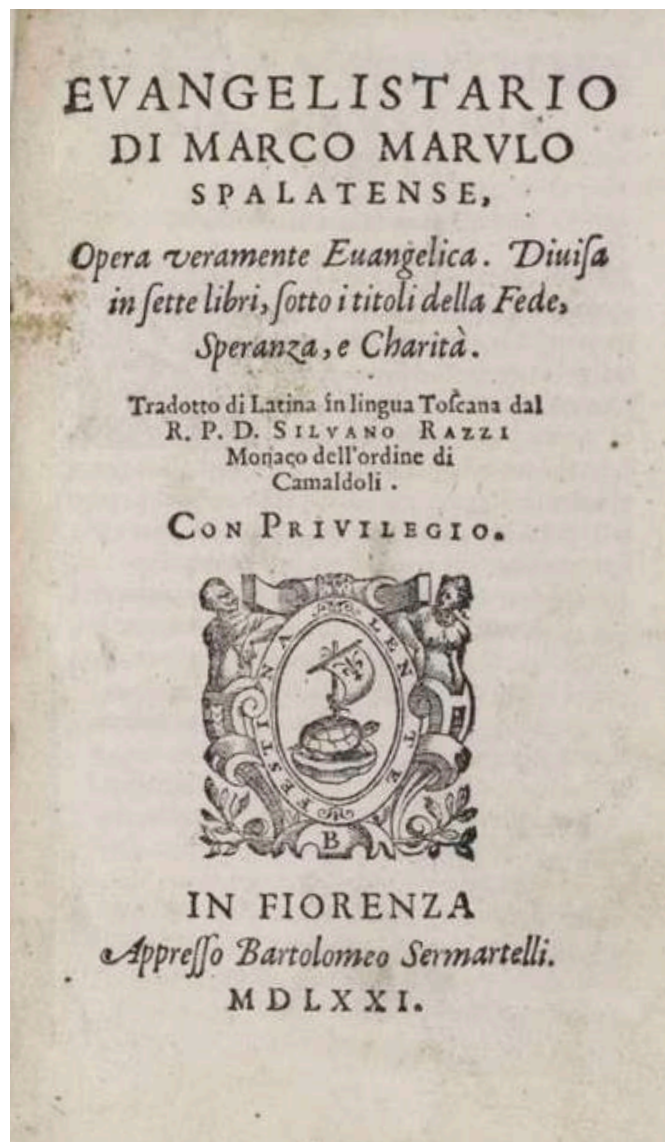 EVANGELISTARIO
DI MARCO MARVLO
SPALATENSE,
Opera veramente Euangelica. Diuiſa
in ſette libri, ſotto i titoli della Fede,
Speranza, e Charità.
Tradotto di Latina in lingua Toſcana dal
R. P. D. SILVANO RAZZI
Monaco dell'ordine di
Camaldoli.
CON PRIVILEGIO.
FESTINA LENTE
B
IN FIORENZA
Appreſſo Bartolomeo Sermartelli.
MDLXXI.